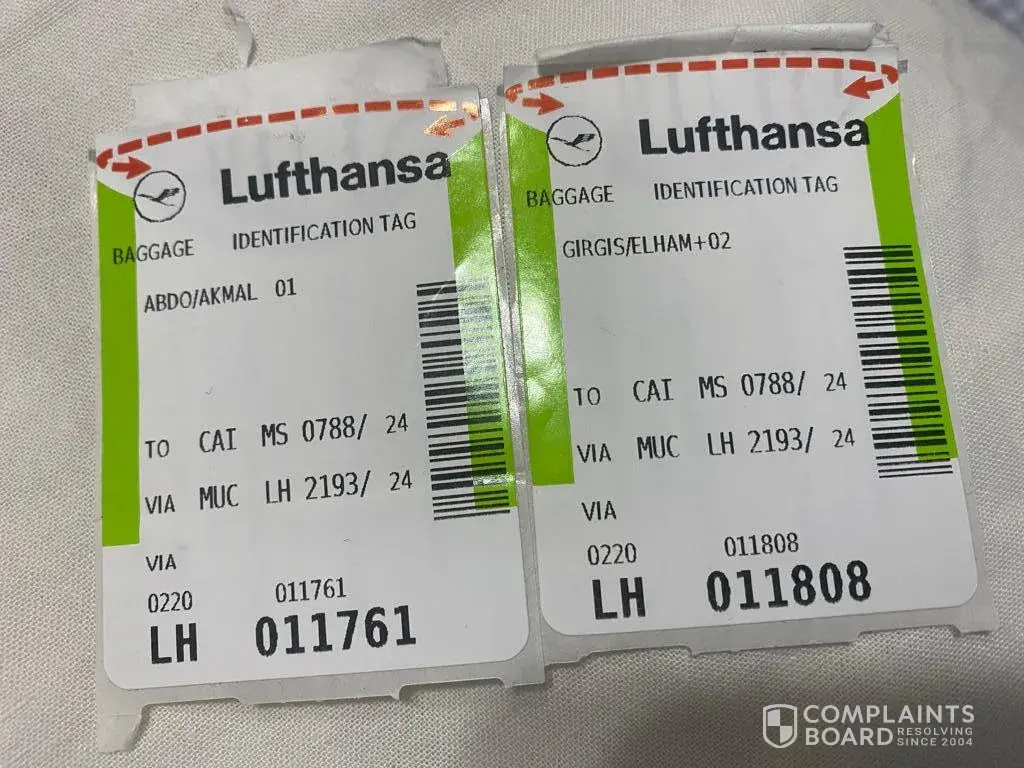 Lufthansa
BAGGAGE IDENTIFICATION TAG
ABDO/AKMAL 01
TO CAI MS 0788/ 24
VIA MUC LH 2193/ 24
VIA
0220 011761
LH 011761
Lufthansa
BAGGAGE IDENTIFICATION TAG
GIRGIS/ELHAM+02
TO CAI MS 0788/ 24
VIA MUC LH 2193/ 24
VIA
0220 011808
LH 011808
COMPLAINTS
BOARD RESOLVING
SINCE 2004